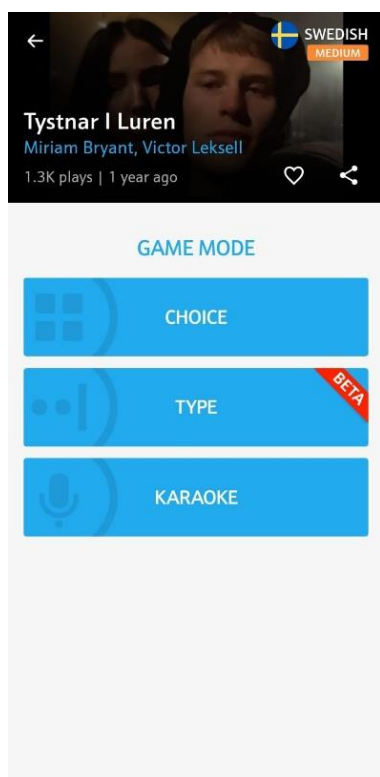 SWEDISH
MEDIUM
Tystnar I Luren
Miriam Bryant, Victor Leksell
1.3K plays | 1 year ago
GAME MODE
CHOICE
BETA
TYPE
KARAOKE